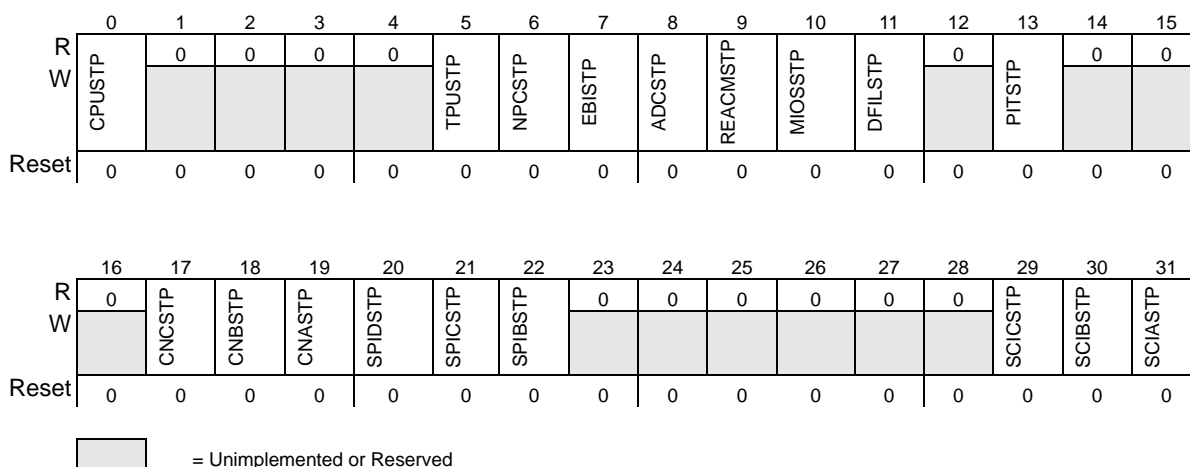 0 1 2 3 4 5 6 7 8 9 10 11 12 13 14 15
R CPUSTP 0 0 0 0 TPUSTP NPCSTP EBISTP ADCSTP REACMSTP MIOSSTP DFILSTP 0 PITSTP 0 0
W
Reset 0 0 0 0 0 0 0 0 0 0 0 0 0 0 0 0
16 17 18 19 20 21 22 23 24 25 26 27 28 29 30 31
R 0 CNCSTP CNBSTP CNASTP SPIDSTP SPICSTP SPIBSTP 0 0 0 0 0 0 SCICSTP SCIBSTP SCIASTP
W
Reset 0 0 0 0 0 0 0 0 0 0 0 0 0 0 0 0
= Unimplemented or Reserved